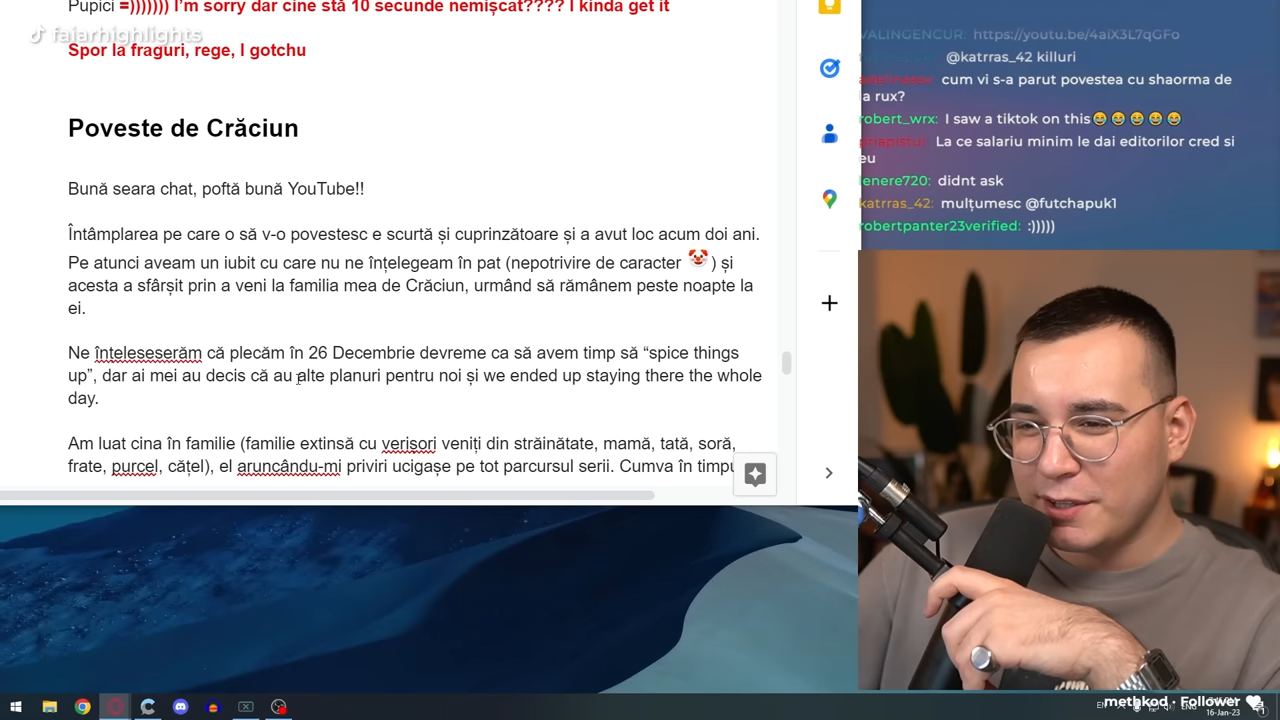 Pupici =))))))) I'm sorry dar cine stă 10 secunde nemișcat???? I kinda get it
faiarhighlights
Spor la fraguri, rege, I gotchu
Poveste de Crăciun
Bună seara chat, poftă bună YouTube!!
Întâmplarea pe care o să v-o povestesc e scurtă și cuprinzătoare și a avut loc acum doi ani.
Pe atunci aveam un iubit cu care nu ne înțelegeam în pat (nepotrivire de caracter 🤡) și
acesta a sfârșit prin a veni la familia mea de Crăciun, urmând să rămânem peste noapte la
ei.
Ne înțeleseserăm că plecăm în 26 Decembrie devreme ca să avem timp să “spice things
up”, dar ai mei au decis că au alte planuri pentru noi și we ended up staying there the whole
day.
Am luat cina în familie (familie extinsă cu verișori veniți din străinătate, mamă, tată, soră,
frate, purcel, cățel), el aruncându-mi priviri ucigașe pe tot parcursul serii. Cumva în timpu
VALINGENCUR: https://youtu.be/4aiX3L7qGFo
@katrras_42 killuri
cum vi s-a parut povestea cu shaorma de
la rux?
robert_wrx: I saw a tiktok on this😂😂😂😂😂
La ce salariu minim le dai editorilor cred si
eu
enere720: didnt ask
katrras_42: mulțumesc @futchapuk1
robertpanter23verified: :)))))
methkod · Follower
16-Jan-23